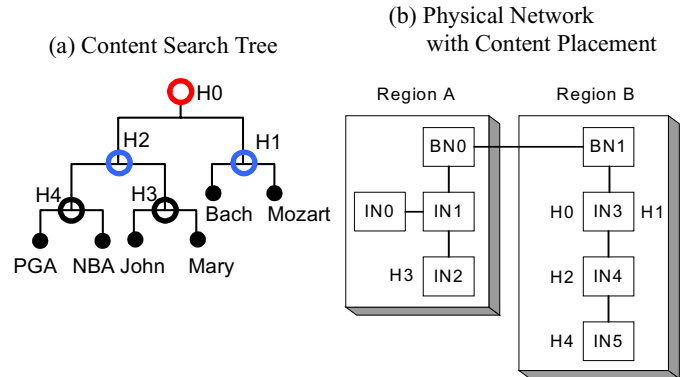 (a) Content Search Tree
H0
H2
H1
H4
H3
Bach
Mozart
PGA
NBA
John
Mary
(b) Physical Network
with Content Placement
Region A
Region B
BN0
BN1
IN0
IN1
H0
IN3
H1
H3
IN2
H2
IN4
H4
IN5